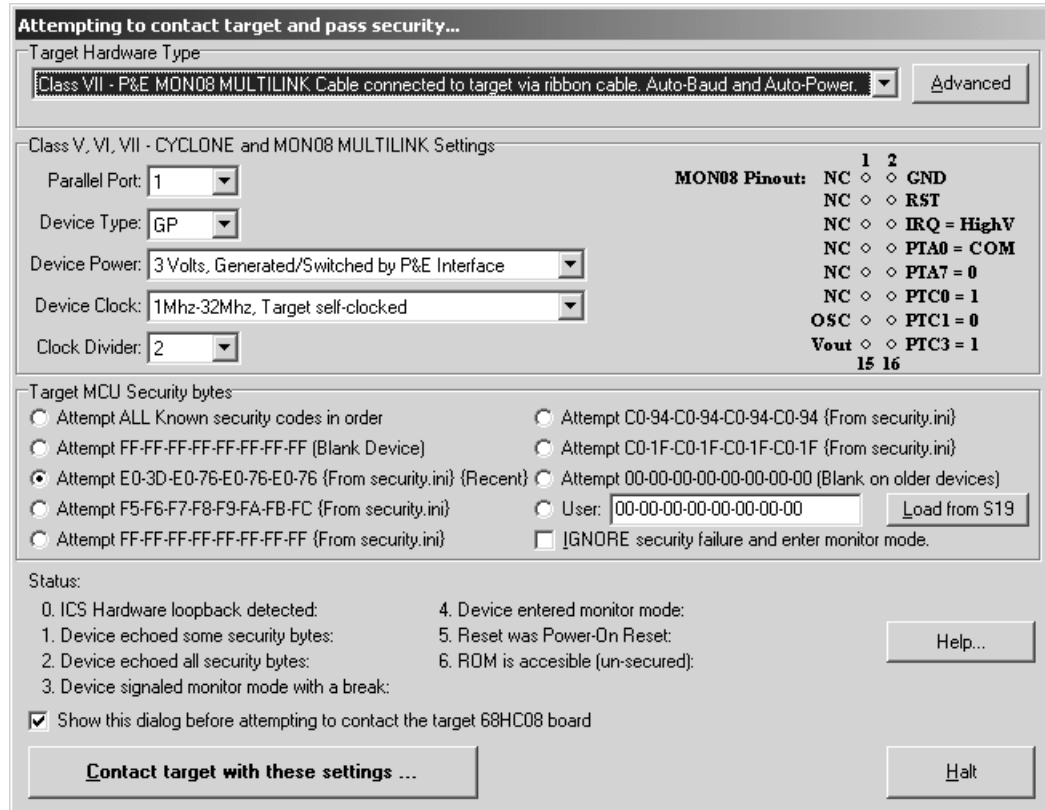 Attempting to contact target and pass security...
Target Hardware Type
Class VII - P&E MON08 MULTILINK Cable connected to target via ribbon cable. Auto-Baud and Auto-Power.
Advanced
Class V, VI, VII - CYCLONE and MON08 MULTILINK Settings
Parallel Port: 1
Device Type: GP
Device Power: 3 Volts, Generated/Switched by P&E Interface
Device Clock: 1Mhz-32Mhz, Target self-clocked
Clock Divider: 2
1 2
MON08 Pinout: NC GND
NC RST
NC IRQ = HighV
NC PTA0 = COM
NC PTA7 = 0
NC PTC0 = 1
OSC PTC1 = 0
Vout PTC3 = 1
15 16
Target MCU Security bytes
Attempt ALL Known security codes in order
Attempt FF-FF-FF-FF-FF-FF-FF-FF (Blank Device)
Attempt E0-3D-E0-76-E0-76-E0-76 {From security.ini} {Recent}
Attempt F5-F6-F7-F8-F9-FA-FB-FC {From security.ini}
Attempt FF-FF-FF-FF-FF-FF-FF-FF {From security.ini}
Attempt C0-94-C0-94-C0-94-C0-94 {From security.ini}
Attempt C0-1F-C0-1F-C0-1F-C0-1F {From security.ini}
Attempt 00-00-00-00-00-00-00-00 (Blank on older devices)
User: 00-00-00-00-00-00-00-00 Load from S19
IGNORE security failure and enter monitor mode.
Status:
0. ICS Hardware loopback detected:
1. Device echoed some security bytes:
2. Device echoed all security bytes:
3. Device signaled monitor mode with a break:
4. Device entered monitor mode:
5. Reset was Power-On Reset:
6. ROM is accesible (un-secured):
Help...
Show this dialog before attempting to contact the target 68HC08 board
Contact target with these settings ...
Halt